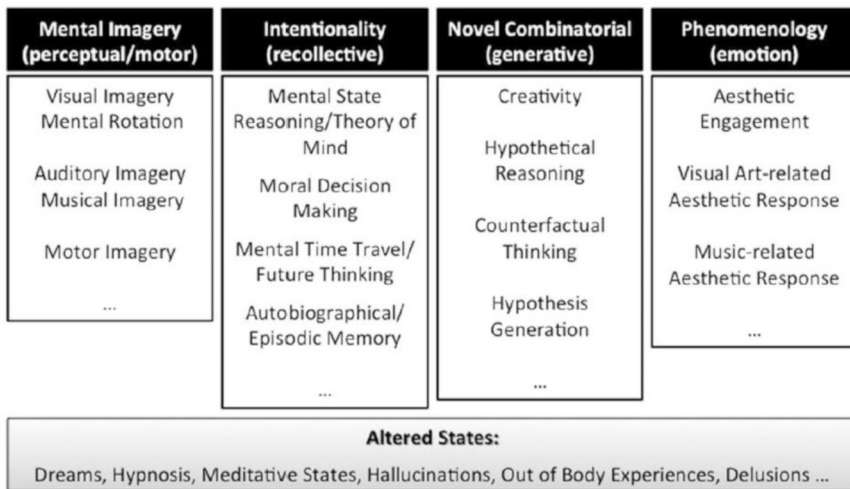 Mental Imagery
(perceptual/motor)
Visual Imagery
Mental Rotation
Auditory Imagery
Musical Imagery
Motor Imagery
...
Intentionality
(recollective)
Mental State
Reasoning/Theory of
Mind
Moral Decision
Making
Mental Time Travel/
Future Thinking
Autobiographical/
Episodic Memory
...
Novel Combinatorial
(generative)
Creativity
Hypothetical
Reasoning
Counterfactual
Thinking
Hypothesis
Generation
...
Phenomenology
(emotion)
Aesthetic
Engagement
Visual Art-related
Aesthetic Response
Music-related
Aesthetic Response
...
Altered States:
Dreams, Hypnosis, Meditative States, Hallucinations, Out of Body Experiences, Delusions ...